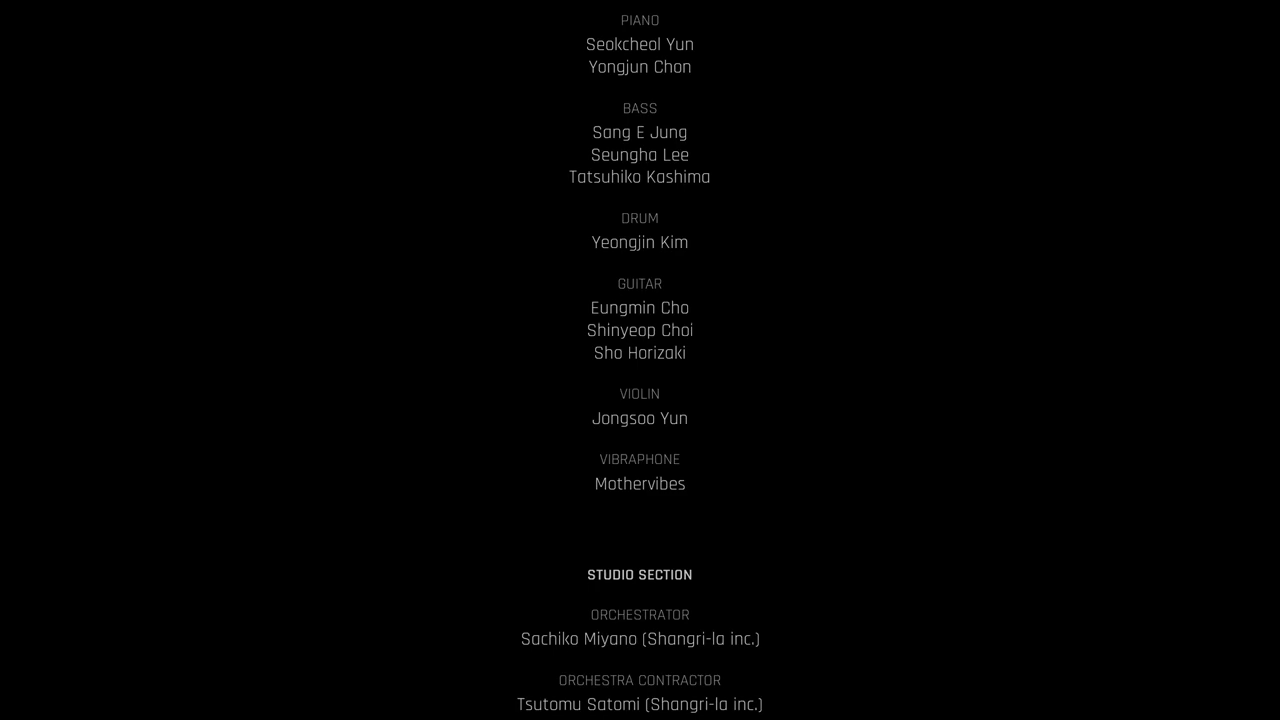 PIANO
Seokcheol Yun
Yongjun Chon
BASS
Sang E Jung
Seungha Lee
Tatsuhiko Kashima
DRUM
Yeongjin Kim
GUITAR
Eungmin Cho
Shinyeop Choi
Sho Horizaki
VIOLIN
Jongsoo Yun
VIBRAPHONE
Mothervibes
STUDIO SECTION
ORCHESTRATOR
Sachiko Miyano (Shangri-la inc.)
ORCHESTRA CONTRACTOR
Tsutomu Satomi (Shangri-la inc.)